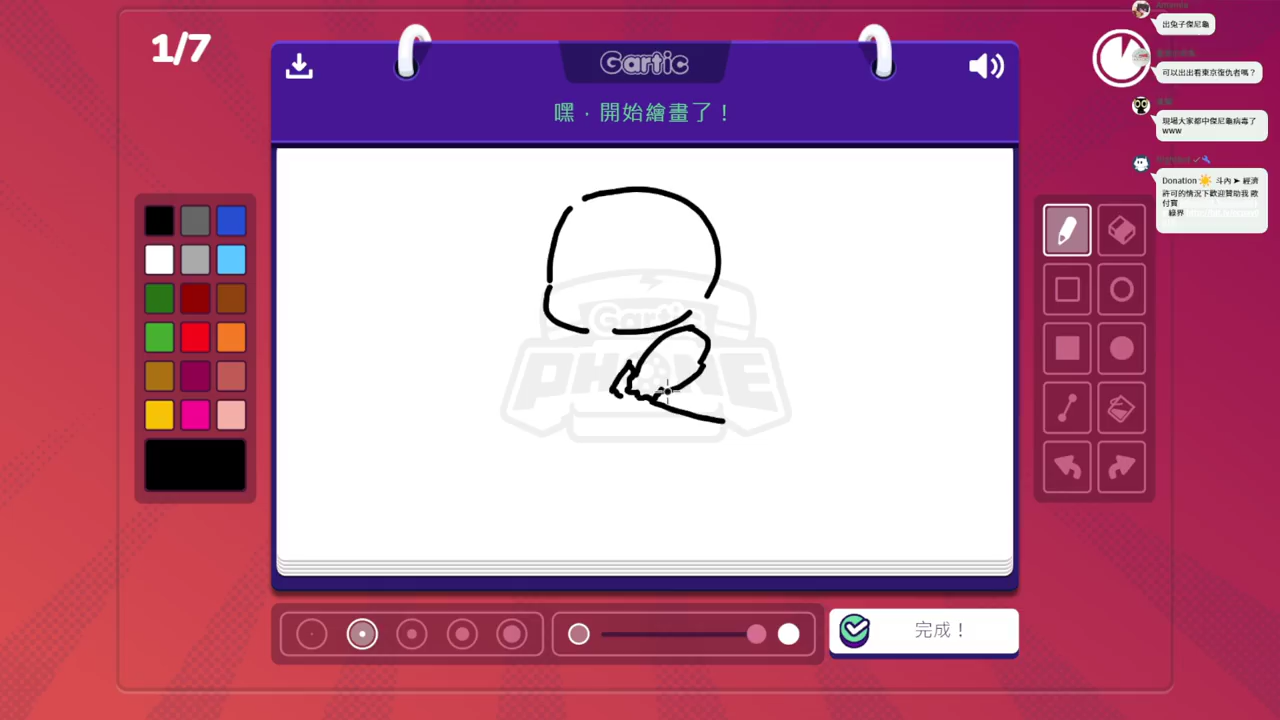 1/7
Gartic
嘿，開始繪畫了！
Gartic
PHONE
完成！
出兔子傑尼龜
可以出出看東京復仇者嗎？
現場大家都中傑尼龜病毒了
www
Donation☀️ 斗內 ➤ 經濟
許可的情況下歡迎贊助我 歐
付寶
綠界